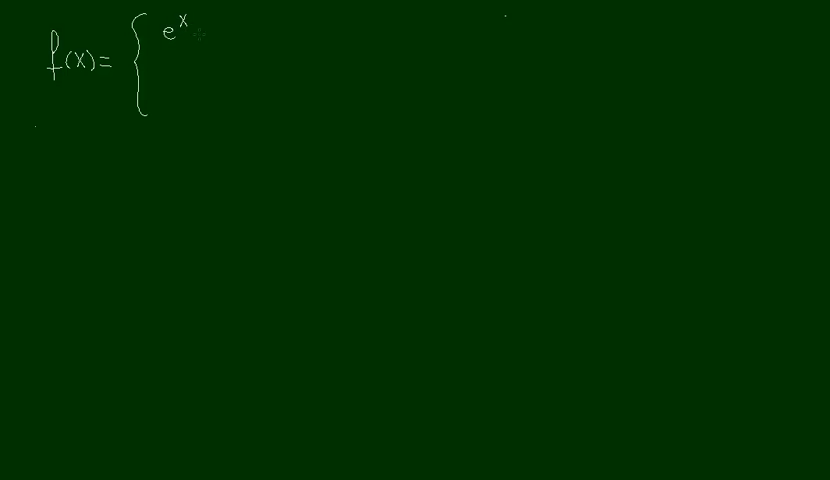 f(x) = { e^x